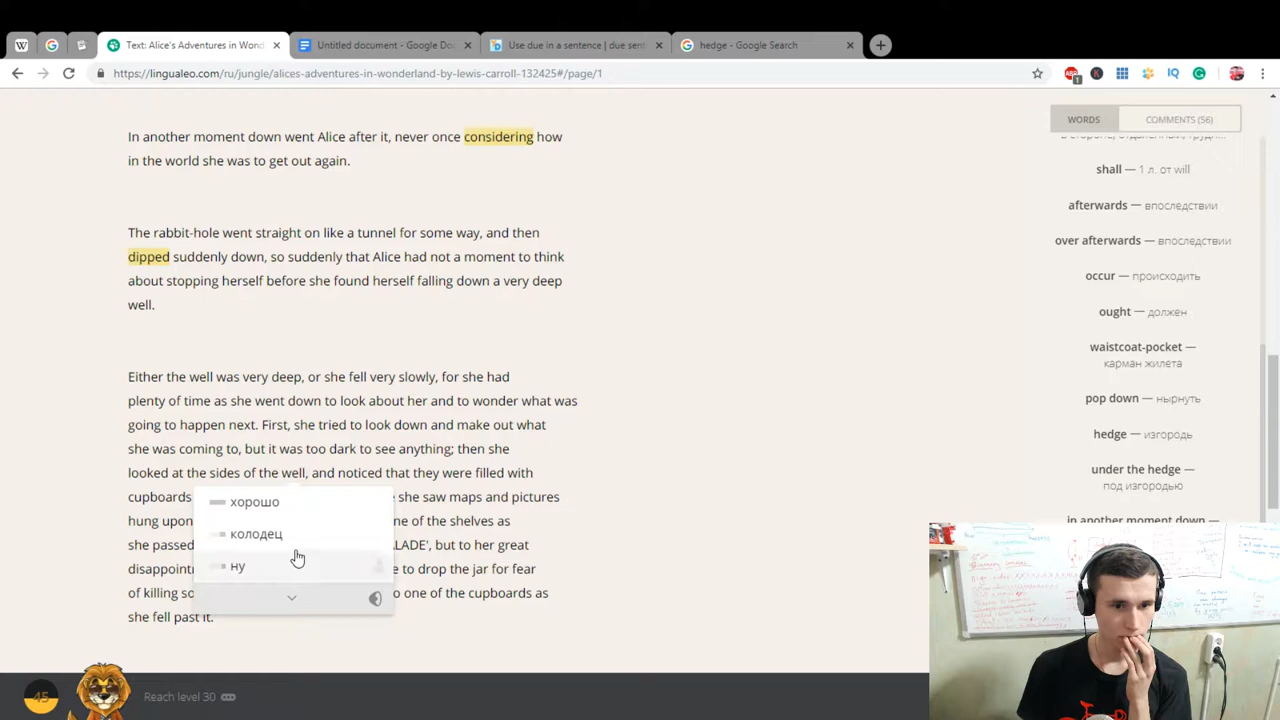 Text: Alice's Adventures in Wond
Untitled document - Google Doc
Use due in a sentence | due sent
hedge - Google Search
https://lingualeo.com/ru/jungle/alices-adventures-in-wonderland-by-lewis-carroll-132425#/page/1
In another moment down went Alice after it, never once considering how
in the world she was to get out again.
The rabbit-hole went straight on like a tunnel for some way, and then
dipped suddenly down, so suddenly that Alice had not a moment to think
about stopping herself before she found herself falling down a very deep
well.
Either the well was very deep, or she fell very slowly, for she had
plenty of time as she went down to look about her and to wonder what was
going to happen next. First, she tried to look down and make out what
she was coming to, but it was too dark to see anything; then she
looked at the sides of the well, and noticed that they were filled with
cupboards she saw maps and pictures
hung upon ne of the shelves as
she passed ALADE', but to her great
disappoint e to drop the jar for fear
of killing so o one of the cupboards as
she fell past it.
хорошо
колодец
ну
WORDS
COMMENTS (56)
shall — 1 л. от will
afterwards — впоследствии
over afterwards — впоследствии
occur — происходить
ought — должен
waistcoat-pocket —
карман жилета
pop down — нырнуть
hedge — изгородь
under the hedge —
под изгородью
in another moment down —
45
Reach level 30